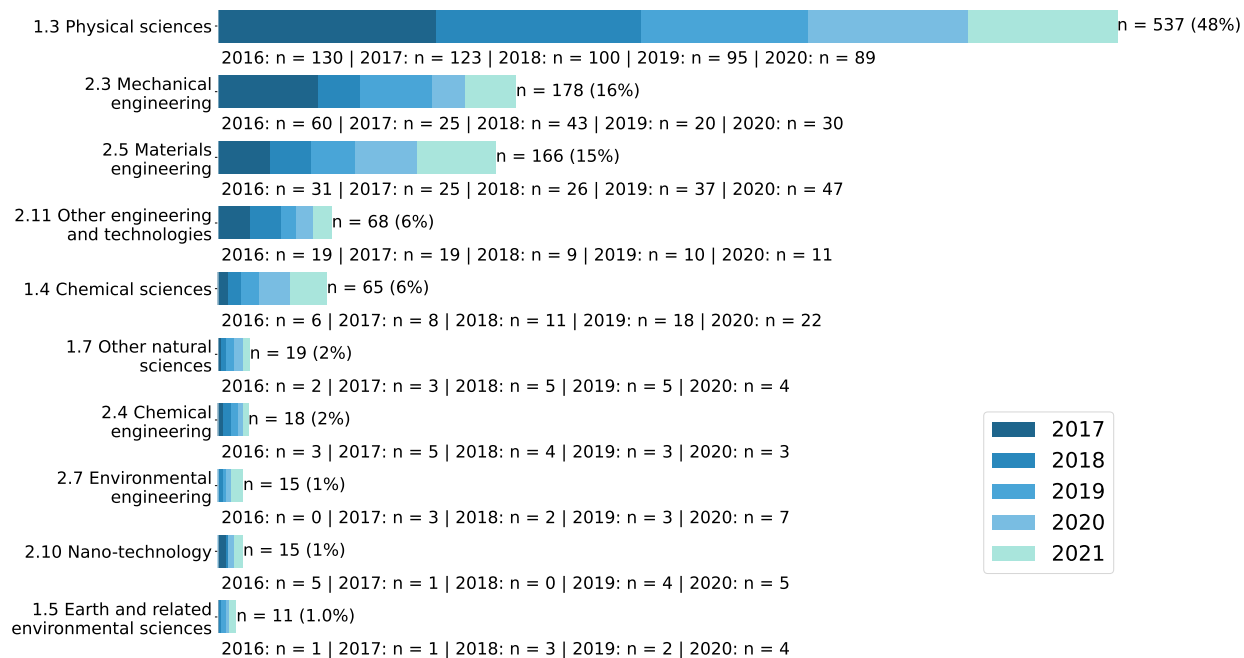 1.3 Physical sciences
n = 537 (48%)
2016: n = 130 | 2017: n = 123 | 2018: n = 100 | 2019: n = 95 | 2020: n = 89
2.3 Mechanical
engineering
n = 178 (16%)
2016: n = 60 | 2017: n = 25 | 2018: n = 43 | 2019: n = 20 | 2020: n = 30
2.5 Materials
engineering
n = 166 (15%)
2016: n = 31 | 2017: n = 25 | 2018: n = 26 | 2019: n = 37 | 2020: n = 47
2.11 Other engineering
and technologies
n = 68 (6%)
2016: n = 19 | 2017: n = 19 | 2018: n = 9 | 2019: n = 10 | 2020: n = 11
1.4 Chemical sciences
n = 65 (6%)
2016: n = 6 | 2017: n = 8 | 2018: n = 11 | 2019: n = 18 | 2020: n = 22
1.7 Other natural
sciences
n = 19 (2%)
2016: n = 2 | 2017: n = 3 | 2018: n = 5 | 2019: n = 5 | 2020: n = 4
2.4 Chemical
engineering
n = 18 (2%)
2016: n = 3 | 2017: n = 5 | 2018: n = 4 | 2019: n = 3 | 2020: n = 3
2.7 Environmental
engineering
n = 15 (1%)
2016: n = 0 | 2017: n = 3 | 2018: n = 2 | 2019: n = 3 | 2020: n = 7
2.10 Nano-technology
n = 15 (1%)
2016: n = 5 | 2017: n = 1 | 2018: n = 0 | 2019: n = 4 | 2020: n = 5
1.5 Earth and related
environmental sciences
n = 11 (1.0%)
2016: n = 1 | 2017: n = 1 | 2018: n = 3 | 2019: n = 2 | 2020: n = 4
2017
2018
2019
2020
2021